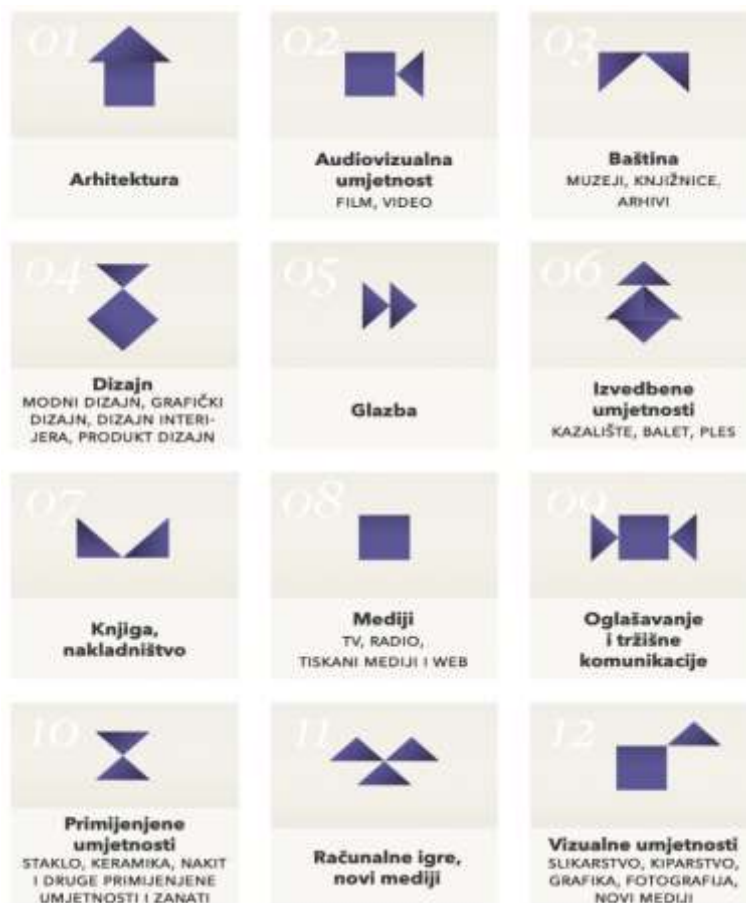 01
Arhitektura
02
Audiovizualna
umjetnost
FILM, VIDEO
03
Baština
MUZEJI, KNJIŽNICE,
ARHIVI
04
Dizajn
MODNI DIZAJN, GRAFIČKI
DIZAJN, DIZAJN INTERI-
JERA, PRODUKT DIZAJN
05
Glazba
06
Izvedbene
umjetnosti
KAZALIŠTE, BALET, PLES
07
Knjiga,
nakladništvo
08
Mediji
TV, RADIO,
TISKANI MEDIJI I WEB
09
Oglašavanje
i tržišne
komunikacije
10
Primijenjene
umjetnosti
STAKLO, KERAMIKA, NAKIT
I DRUGE PRIMIJENJENE
UMJETNOSTI I ZANATI
11
Računalne igre,
novi mediji
12
Vizualne umjetnosti
SLIKARSTVO, KIPARSTVO,
GRAFIKA, FOTOGRAFIJA,
NOVI MEDIJI